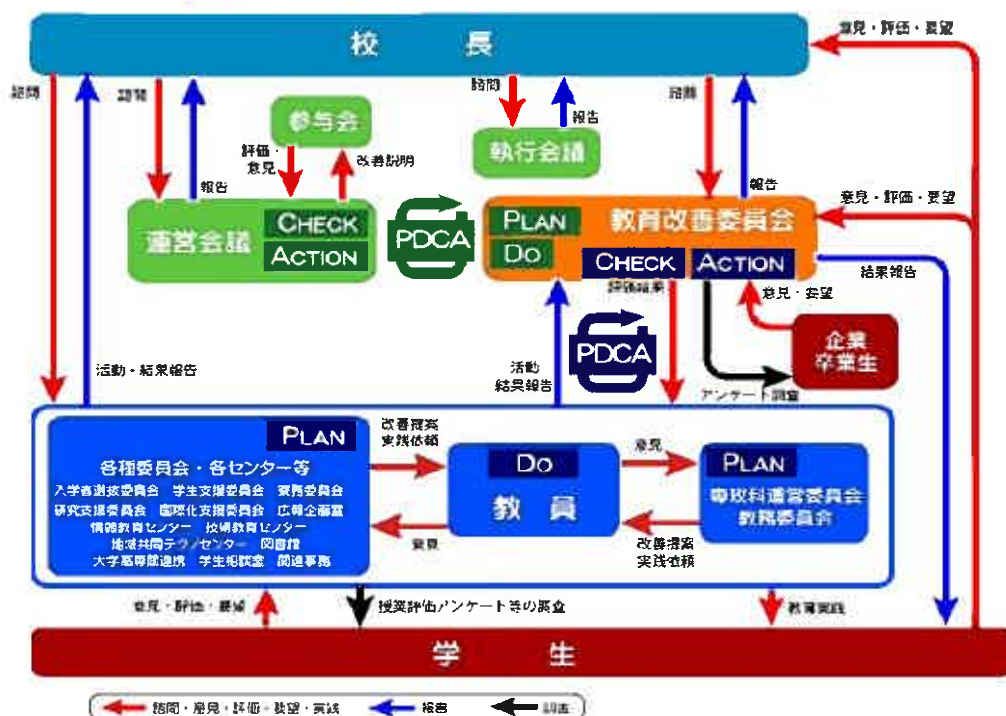 校長
意見・評価・要望
諮問
諮問
報告
諮問
報告
諮問
報告
参与会
評価・
意見
改善説明
執行会議
運営会議
CHECK
ACTION
PDCA
PLAN
DO
教育改善委員会
CHECK
ACTION
評価結果
意見・評価・要望
結果報告
意見・要望
企業
卒業生
アンケート調査
PDCA
活動・結果報告
活動
結果報告
PLAN
各種委員会・各センター等
入学者選抜委員会 学生支援委員会 寮務委員会
研究支援委員会 国際化支援委員会 広報企画室
情報教育センター 技術教育センター
地域共同テクノセンター 図書館
大学高専間連携 学生相談室 関連事務
改善提案
実践依頼
意見
DO
教員
意見
改善提案
実践依頼
PLAN
専攻科運営委員会
教務委員会
意見・評価・要望
授業評価アンケート等の調査
教育実践
学生
諮問・意見・評価・要望・実践
報告
調査